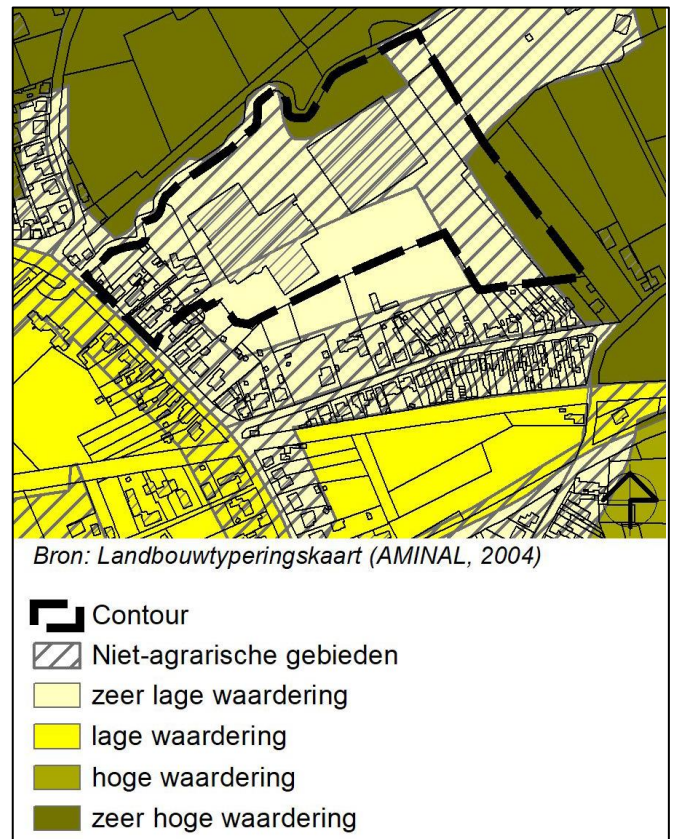 Bron: Landbouwtyperingskaart (AMINAL, 2004)
Contour
Niet-agrarische gebieden
zeer lage waardering
lage waardering
hoge waardering
zeer hoge waardering